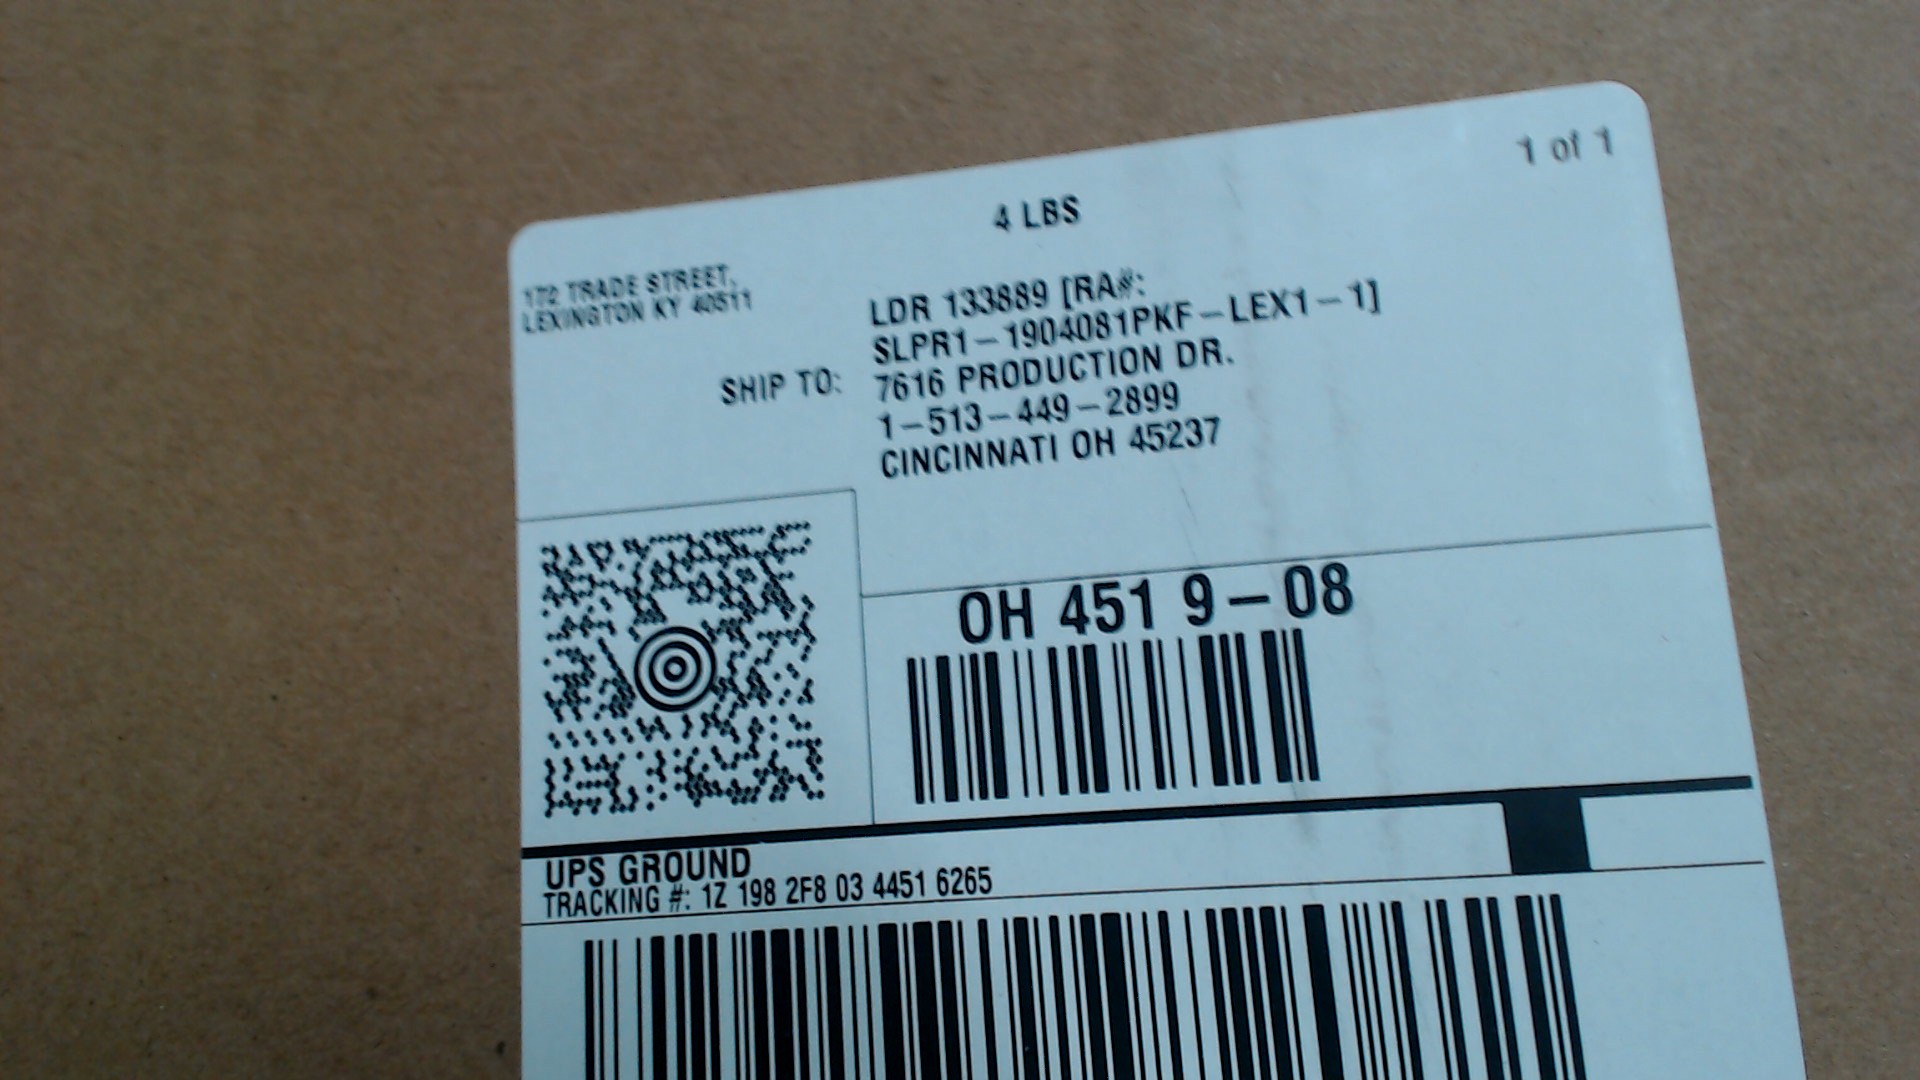 1 of 1
4 LBS
172 TRADE STREET,
LEXINGTON KY 40511
SHIP TO:
LDR 133889 [RA#:
SLPR1-1904081PKF-LEX1-1]
7616 PRODUCTION DR.
1-513-449-2899
CINCINNATI OH 45237
OH 451 9-08
UPS GROUND
TRACKING #: 1Z 198 2F8 03 4451 6265